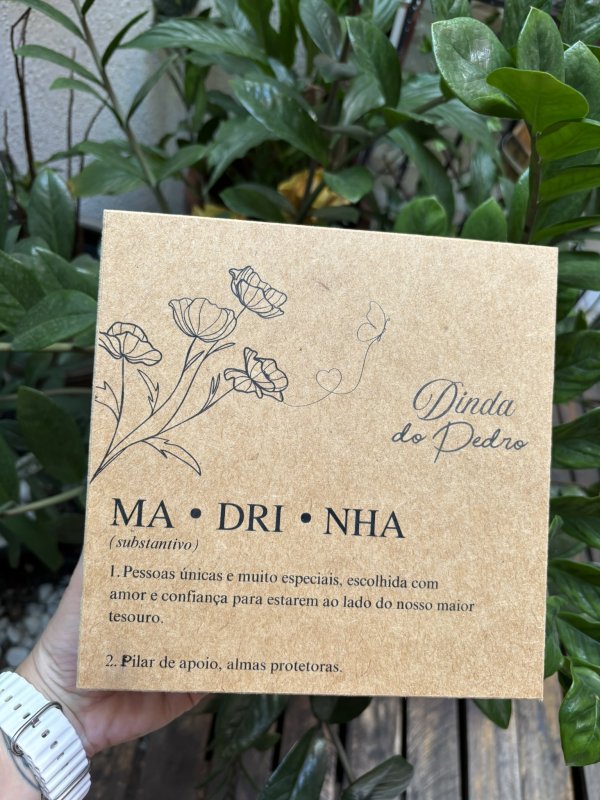 Dinda
do Pedro
MA • DRI • NHA
(substantivo)
1. Pessoas únicas e muito especiais, escolhida com
amor e confiança para estarem ao lado do nosso maior
tesouro.
2. Pilar de apoio, almas protetoras.